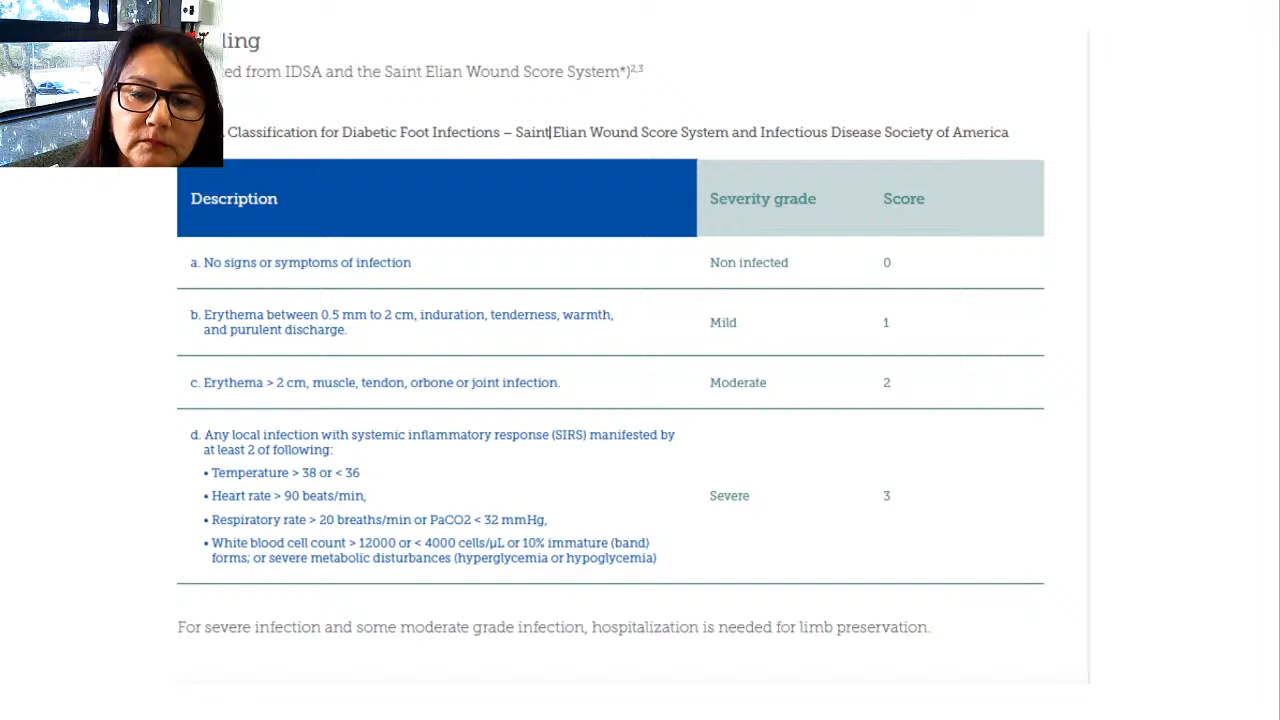 ling
ted from IDSA and the Saint Elian Wound Score System*)2,3
Classification for Diabetic Foot Infections – Saint Elian Wound Score System and Infectious Disease Society of America
Description Severity grade Score
a. No signs or symptoms of infection Non infected 0
b. Erythema between 0.5 mm to 2 cm, induration, tenderness, warmth,
and purulent discharge. Mild 1
c. Erythema > 2 cm, muscle, tendon, orbone or joint infection. Moderate 2
d. Any local infection with systemic inflammatory response (SIRS) manifested by
at least 2 of following:
• Temperature > 38 or < 36
• Heart rate > 90 beats/min, Severe 3
• Respiratory rate > 20 breaths/min or PaCO2 < 32 mmHg,
• White blood cell count > 12000 or < 4000 cells/µL or 10% immature (band)
forms; or severe metabolic disturbances (hyperglycemia or hypoglycemia)
For severe infection and some moderate grade infection, hospitalization is needed for limb preservation.